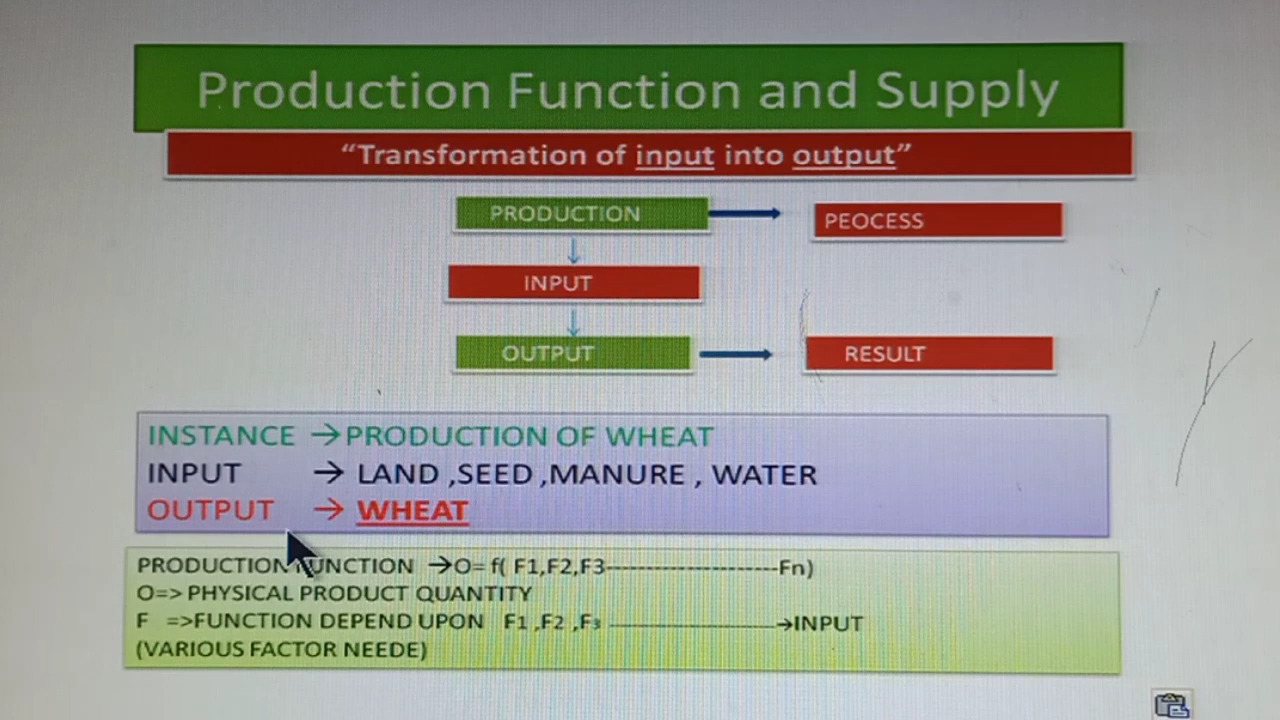 Production Function and Supply
“Transformation of input into output”
PRODUCTION
PEOCESS
INPUT
OUTPUT
RESULT
INSTANCE →PRODUCTION OF WHEAT
INPUT → LAND ,SEED ,MANURE , WATER
OUTPUT → WHEAT
PRODUCTION FUNCTION →O= f( F1,F2,F3--------------------Fn)
O=> PHYSICAL PRODUCT QUANTITY
F =>FUNCTION DEPEND UPON F1 ,F2 ,F3 --------------------→INPUT
(VARIOUS FACTOR NEEDE)